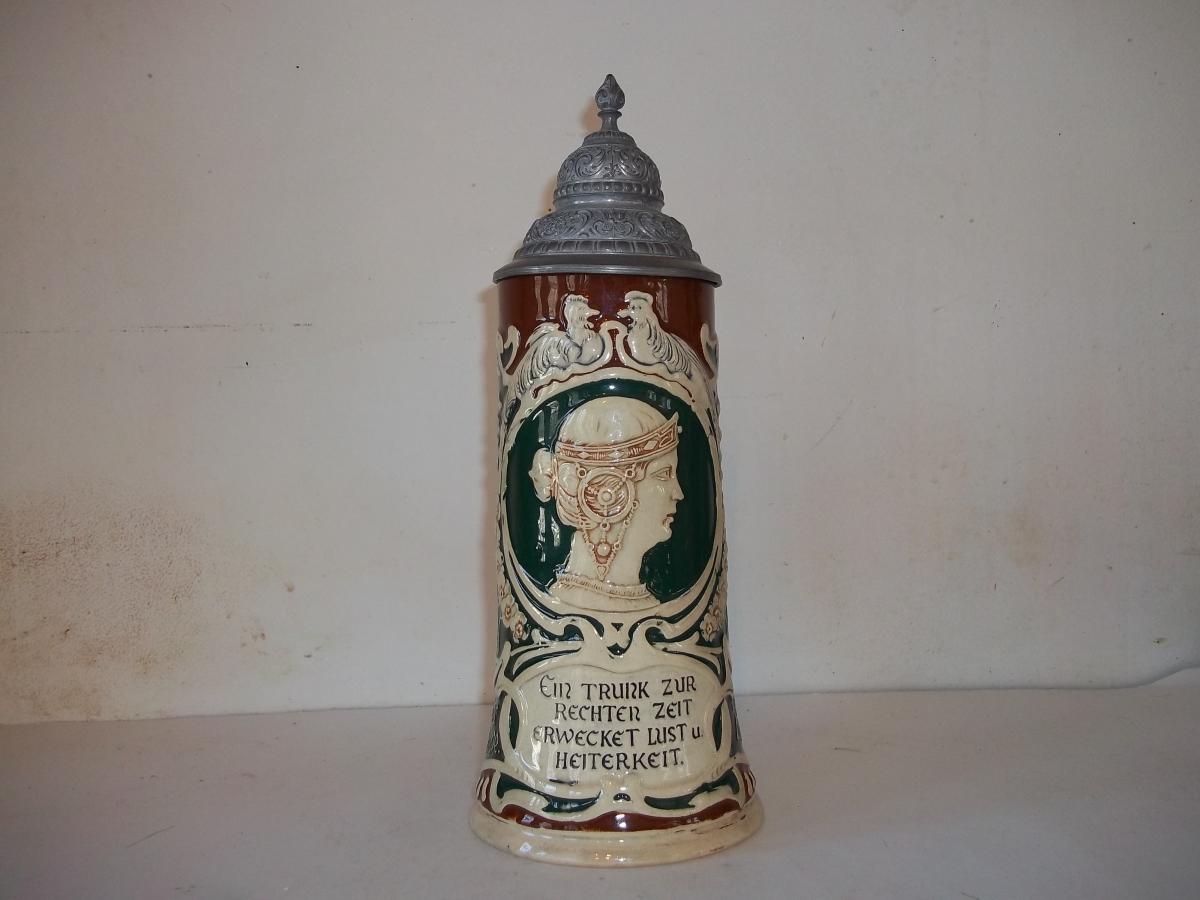 Ein TRUNK ZUR
RECHTEN ZEIT
ERWECKET LUST u.
HEITERKEIT.